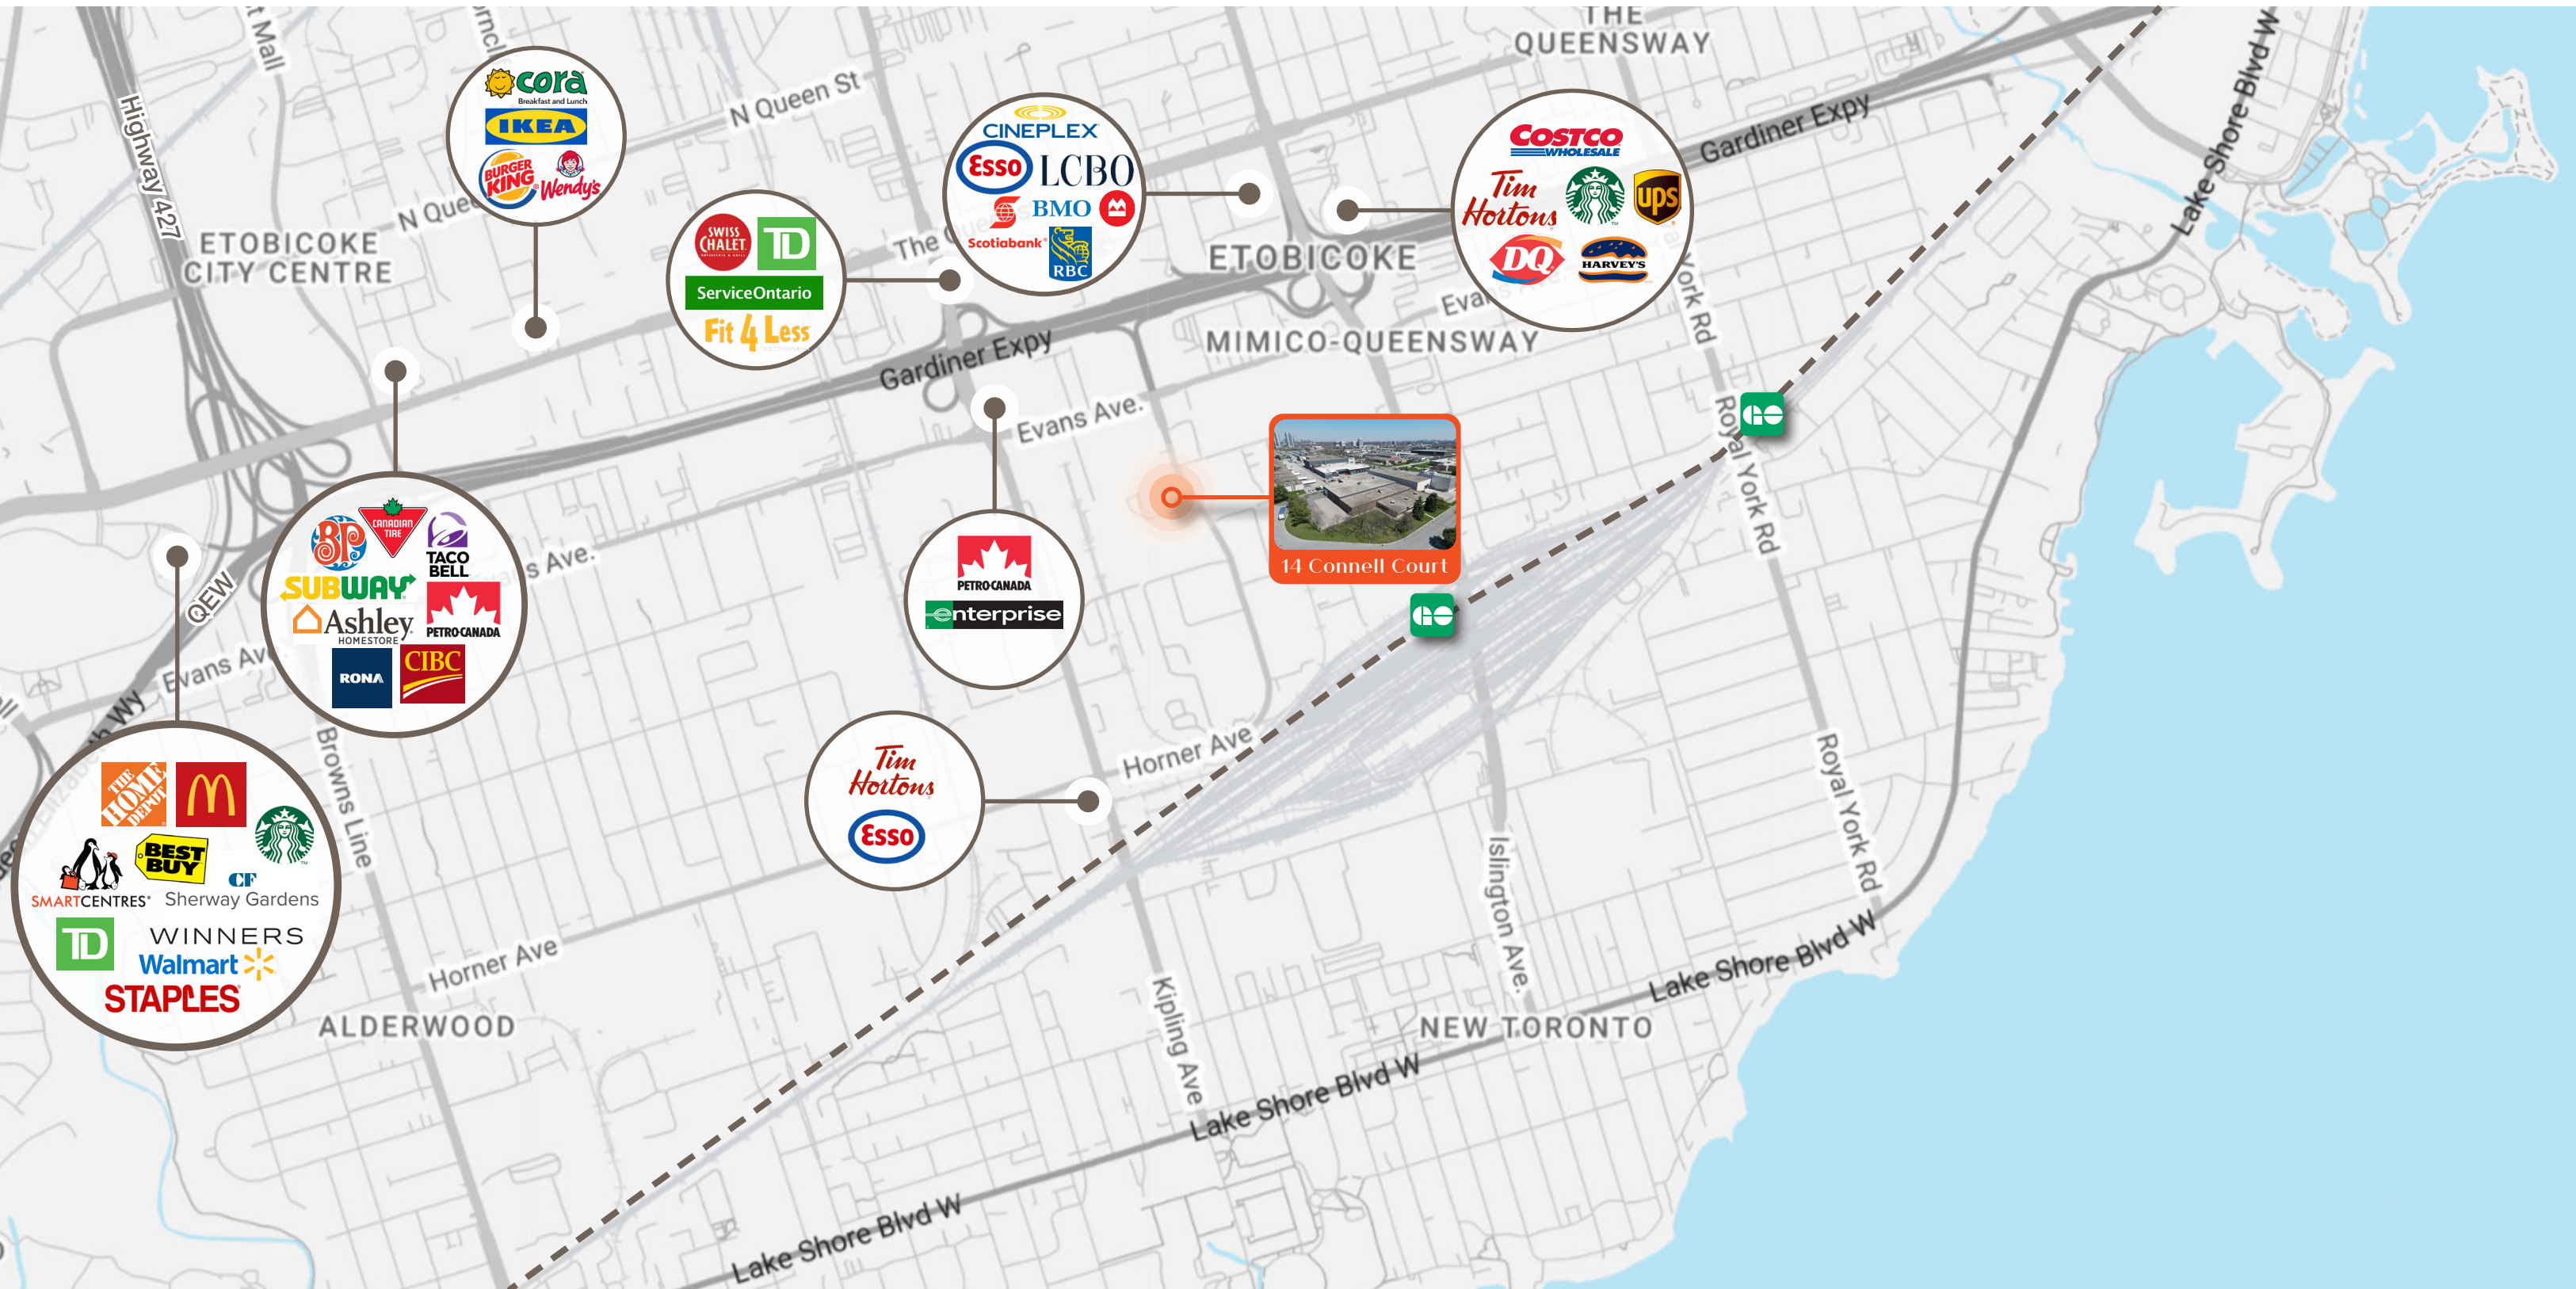 THE
QUEENSWAY
Mall
Highway 427
cora
Breakfast and Lunch
IKEA
BURGER
KING
Wendy's
N Queen St
N Que
CINEPLEX
Esso
LCBO
BMO
Scotiabank
RBC
COSTCO
WHOLESALE
Tim
Hortons
ups
DQ
HARVEY'S
Gardiner Expy
Lake Shore Blvd W
ETOBICOKE
CITY CENTRE
SWISS
CHALET
TD
ServiceOntario
Fit 4 Less
The Q
ETOBICOKE
MIMICO-QUEENSWAY
York Rd
Gardiner Expy
Evans Ave.
Royal York Rd
GO
14 Connell Court
GO
QEW
BP
CANADIAN
TIRE
TACO
BELL
SUBWAY
Ashley
HOMESTORE
PETRO-CANADA
RONA
CIBC
s Ave.
PETRO-CANADA
enterprise
Evans Av
Browns Line
THE
HOME
DEPOT
BEST
BUY
SMARTCENTRES
CF
Sherway Gardens
TD
WINNERS
Walmart
STAPLES
Tim
Hortons
Esso
Horner Ave
Royal York Rd
Islington Ave.
Horner Ave
ALDERWOOD
Kipling Ave
NEW TORONTO
Lake Shore Blvd W
Lake Shore Blvd W
Lake Shore Blvd W